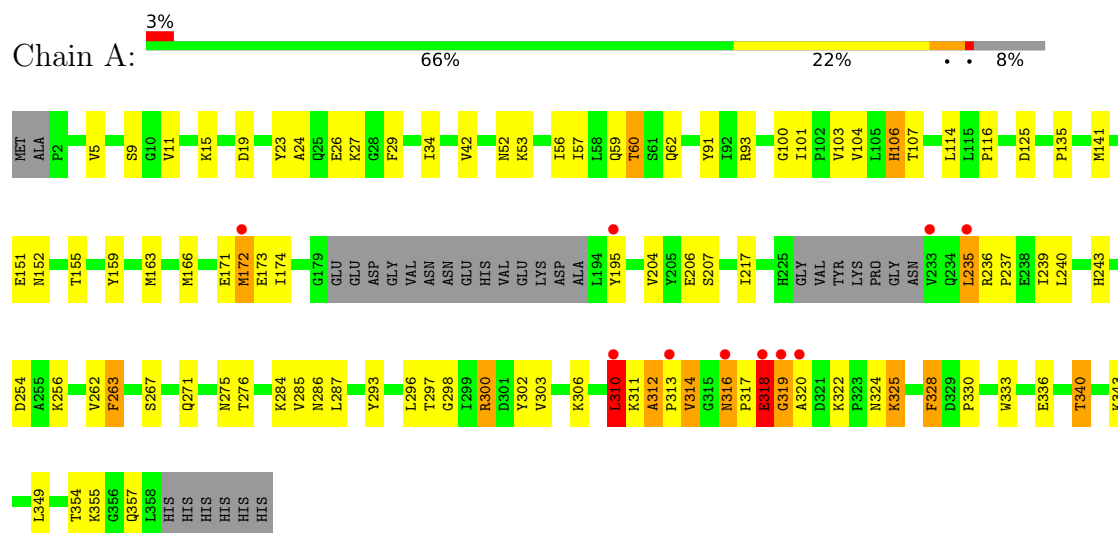 3%
Chain A:
66% 22% • • 8%
MET ALA P2 V5 S9 G10 V11 K15 D19 Y23 A24 Q25 E26 K27 G28 F29 I34 V42 N52 K53 I56 I57 L58 Q59 T60 S61 Q62 Y91 I92 R93 G100 I101 P102 V103 V104 L105 H106 T107 L114 L115 P116 D125 P135 M141
E151 N152 T155 Y159 M163 M166 E171 M172 E173 I174 G179 GLU GLU ASP GLY VAL ASN ASN GLU HIS VAL GLU LYS ASP ALA L194 Y195 V204 Y205 E206 S207 I217 H225 GLY VAL TYR LYS PRO GLY ASN V233 Q234 L235 R236 P237 E238 I239 L240 H243
D254 A255 K256 V262 F263 S267 Q271 N275 T276 K284 V285 N286 L287 Y293 L296 T297 G298 I299 R300 D301 Y302 V303 K306 L310 K311 A312 P313 V314 G315 N316 P317 E318 G319 A320 D321 K322 P323 N324 K325 F328 D329 P330 W333 E336 T340 K343
L349 T354 K355 G356 Q357 L358 HIS HIS HIS HIS HIS HIS